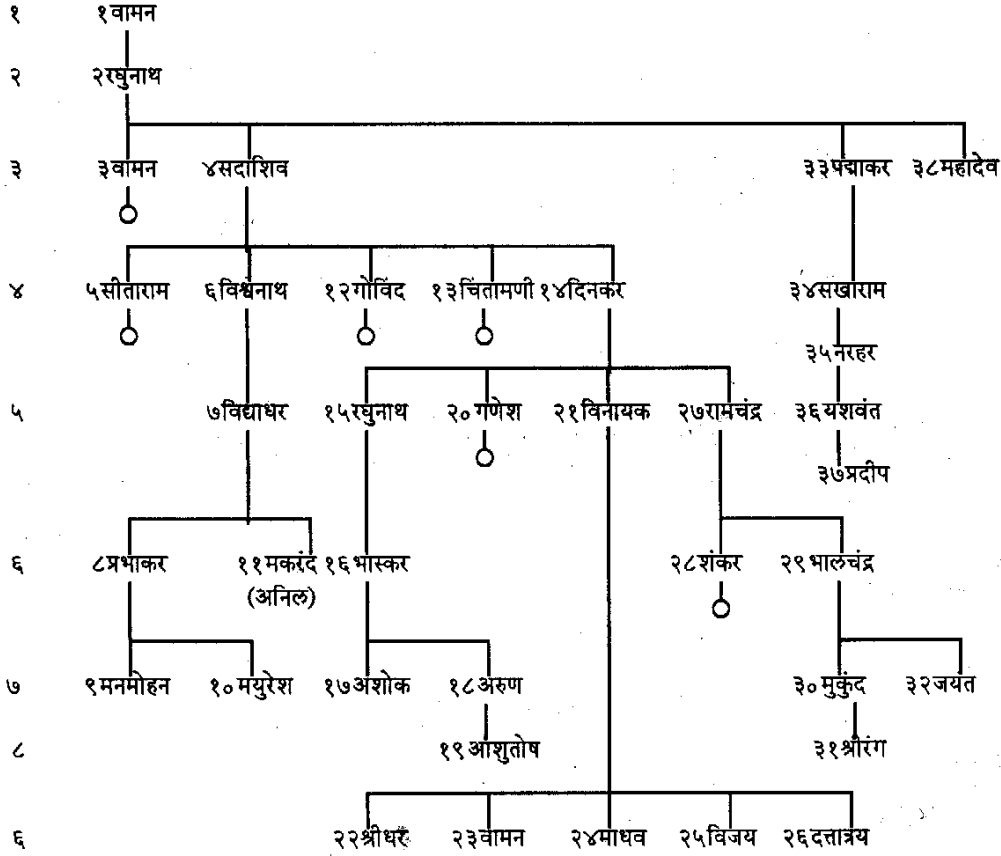 १ १वामन
२ २रघुनाथ
३ ३वामन ४सदाशिव ३३पद्माकर ३८महादेव
४ ५सीताराम ६विश्वनाथ १२गोविंद १३चिंतामणी १४दिनकर ३४सखाराम
३५नरहर
५ ७विद्याधर १५रघुनाथ २०गणेश २१विनायक २७रामचंद्र ३६यशवंत
३७प्रदीप
६ ८प्रभाकर ११मकरंद १६भास्कर २८शंकर २९भालचंद्र
(अनिल)
७ ९मनमोहन १०मयुरेश १७अशोक १८अरुण ३०मुकुंद ३२जयंत
८ १९आशुतोष ३१श्रीरंग
६ २२श्रीधर २३वामन २४माधव २५विजय २६दत्तात्रय